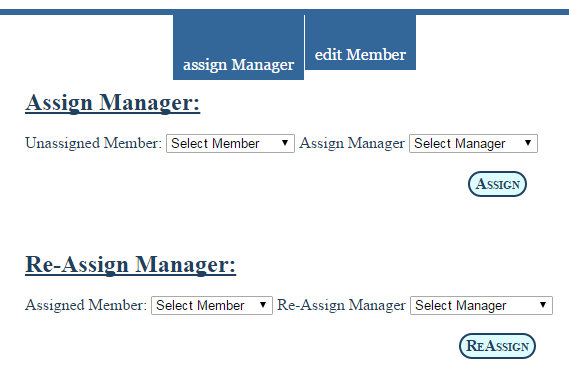 assign Manager
edit Member
Assign Manager:
Unassigned Member: Select Member Assign Manager Select Manager
Assign
Re-Assign Manager:
Assigned Member: Select Member Re-Assign Manager Select Manager
ReAssign